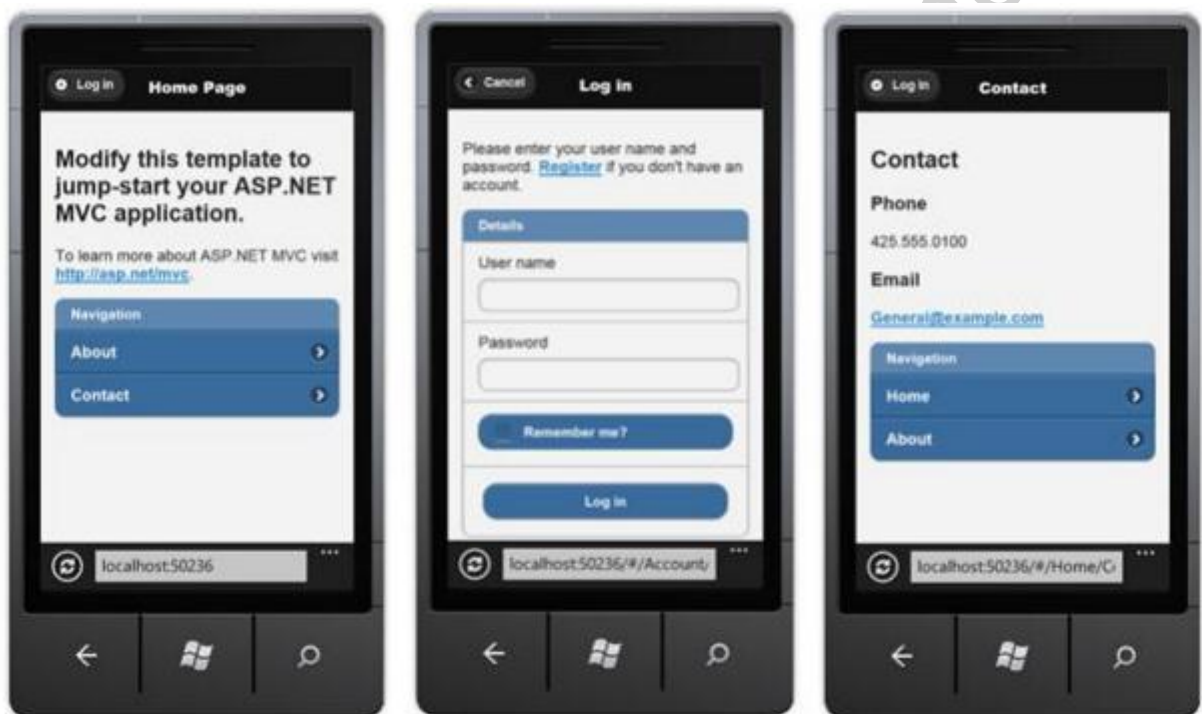 Log in
Home Page
Modify this template to
jump-start your ASP.NET
MVC application.
To learn more about ASP.NET MVC visit
http://asp.net/mvc.
Navigation
About
Contact
localhost:50236
Cancel
Log in
Please enter your user name and
password. Register if you don't have an
account.
Details
User name
Password
Remember me?
Log in
localhost:50236/#/Account/
Log in
Contact
Contact
Phone
425.555.0100
Email
General@example.com
Navigation
Home
About
localhost:50236/#/Home/Co